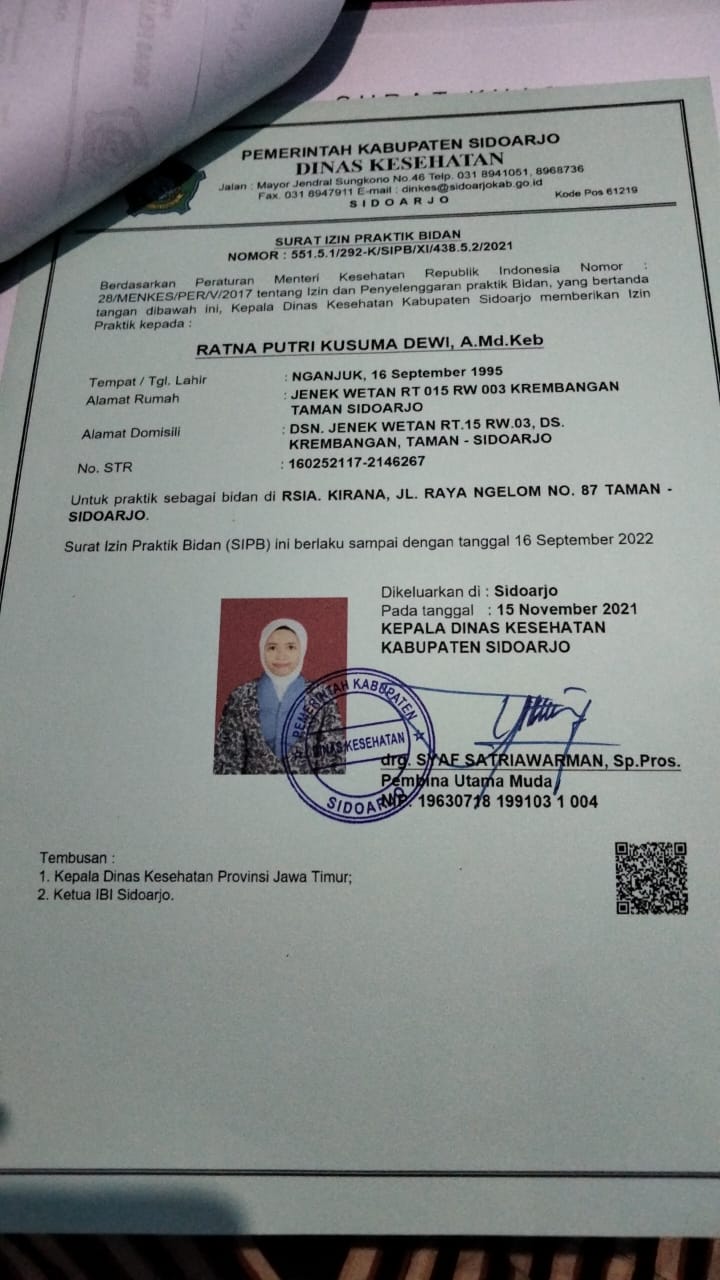 PEMERINTAH KABUPATEN SIDOARJO
DINAS KESEHATAN
Jalan : Mayor Jendral Sungkono No.46 Telp. 031 8941051, 8968736
Fax. 031 8947911 E-mail : dinkes@sidoarjokab.go.id
Kode Pos 61219
SIDOARJO
SURAT IZIN PRAKTIK BIDAN
NOMOR : 551.5.1/292-K/SIPB/XI/438.5.2/2021
Berdasarkan Peraturan Menteri Kesehatan Republik Indonesia Nomor :
28/MENKES/PER/V/2017 tentang Izin dan Penyelenggaran praktik Bidan, yang bertanda
tangan dibawah ini, Kepala Dinas Kesehatan Kabupaten Sidoarjo memberikan Izin
Praktik kepada :
RATNA PUTRI KUSUMA DEWI, A.Md.Keb
Tempat / Tgl. Lahir : NGANJUK, 16 September 1995
Alamat Rumah : JENEK WETAN RT 015 RW 003 KREMBANGAN
TAMAN SIDOARJO
Alamat Domisili : DSN. JENEK WETAN RT.15 RW.03, DS.
KREMBANGAN, TAMAN - SIDOARJO
No. STR : 160252117-2146267
Untuk praktik sebagai bidan di RSIA. KIRANA, JL. RAYA NGELOM NO. 87 TAMAN -
SIDOARJO.
Surat Izin Praktik Bidan (SIPB) ini berlaku sampai dengan tanggal 16 September 2022
Dikeluarkan di : Sidoarjo
Pada tanggal : 15 November 2021
KEPALA DINAS KESEHATAN
KABUPATEN SIDOARJO
PEMERINTAH KABUPATEN
DINAS KESEHATAN
SIDOARJO
drg. SYAF SATRIAWARMAN, Sp.Pros.
Pembina Utama Muda
NIP. 19630718 199103 1 004
Tembusan :
1. Kepala Dinas Kesehatan Provinsi Jawa Timur;
2. Ketua IBI Sidoarjo.